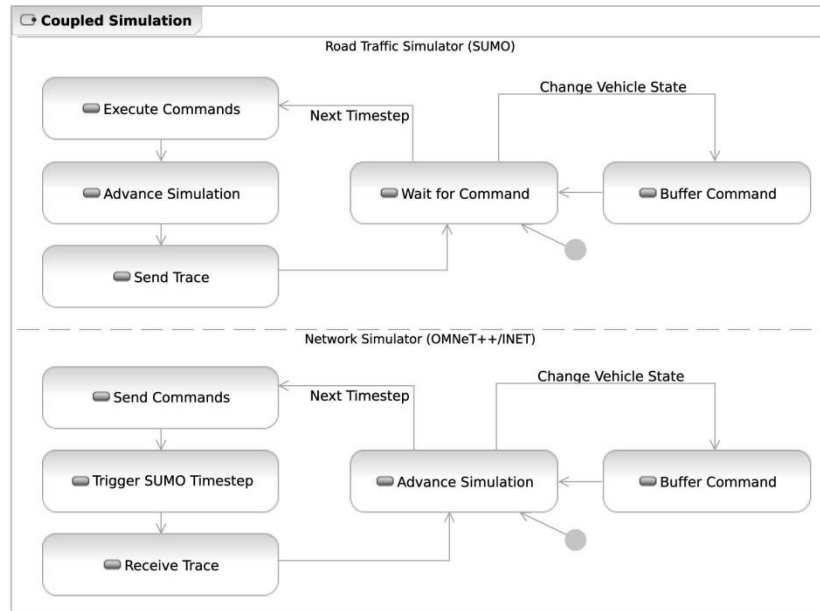 Coupled Simulation
Road Traffic Simulator (SUMO)
Change Vehicle State
Execute Commands
Next Timestep
Advance Simulation
Wait for Command
Buffer Command
Send Trace
Network Simulator (OMNeT++/INET)
Change Vehicle State
Send Commands
Next Timestep
Trigger SUMO Timestep
Advance Simulation
Buffer Command
Receive Trace